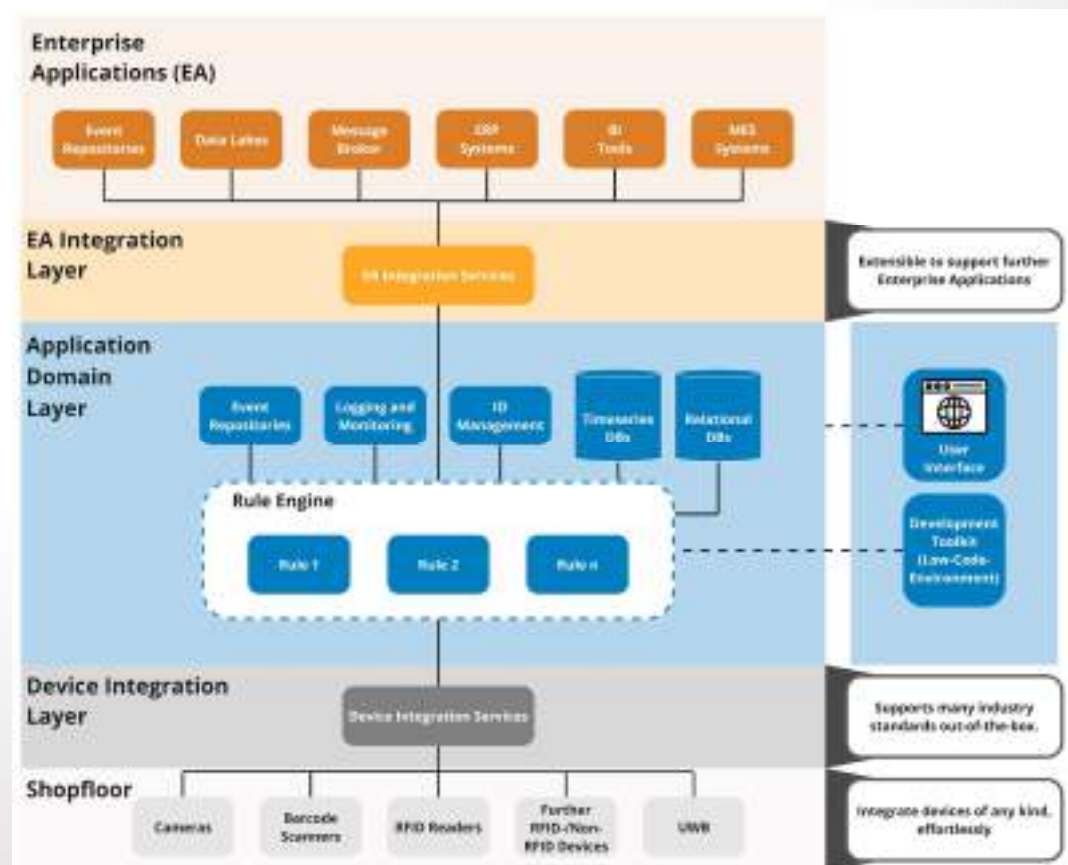 Enterprise
Applications (EA)
Event
Repositories
Data Lakes
Message
Broker
ERP
Systems
BI
Tools
MES
Systems
EA Integration
Layer
EA Integration Services
Extensible to support further
Enterprise Applications
Application
Domain
Layer
Event
Repositories
Logging and
Monitoring
ID
Management
Timeseries
DBs
Relational
DBs
User
Interface
Rule Engine
Rule 1
Rule 2
Rule n
Development
Toolkit
(Low-Code-
Environment)
Device Integration
Layer
Device Integration Services
Supports many industry
standards out-of-the-box.
Shopfloor
Cameras
Barcode
Scanners
RFID Readers
Further
RFID-/Non-
RFID Devices
UWB
Integrate devices of any kind,
effortlessly